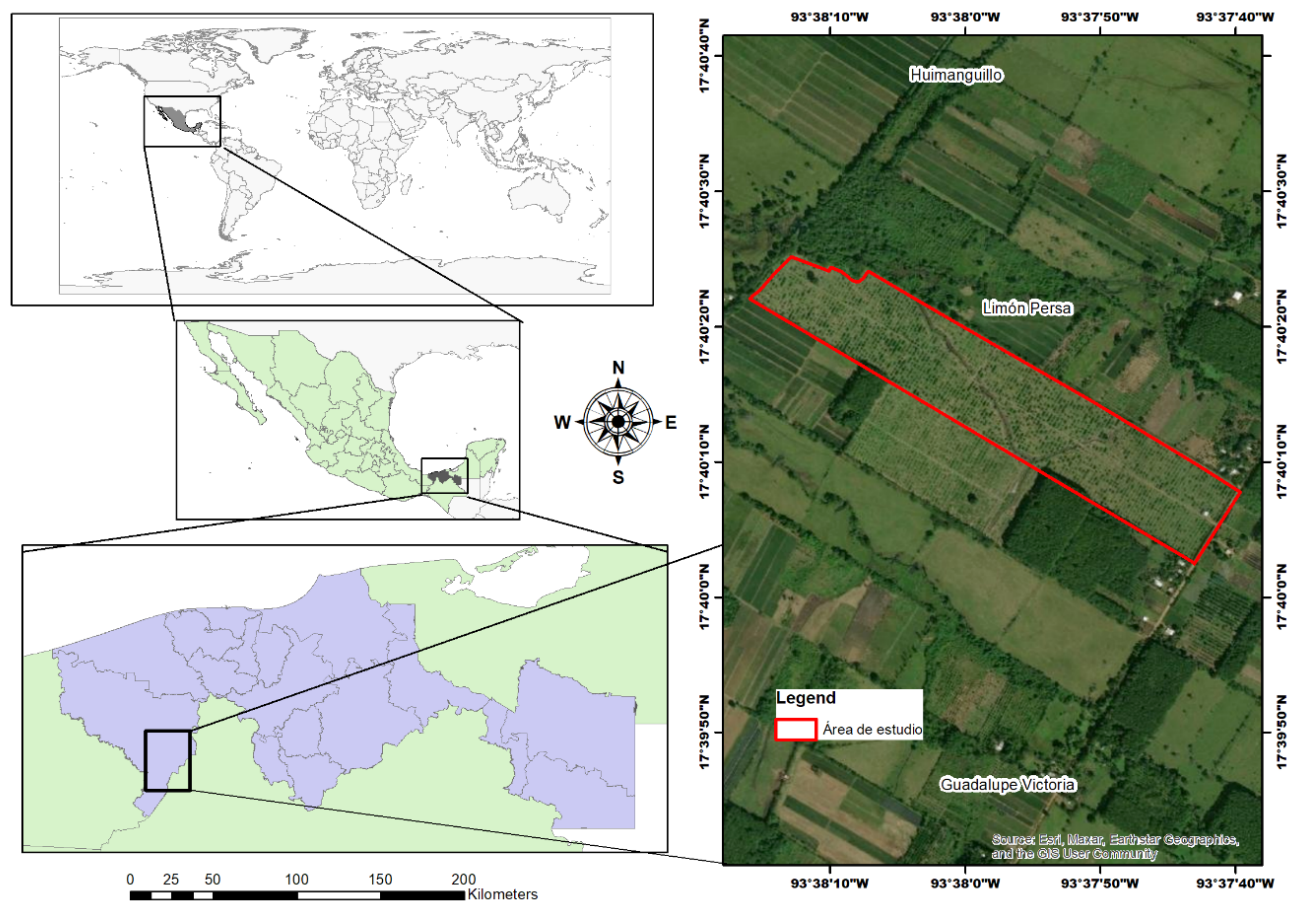 93°38'10"W 93°38'0"W 93°37'50"W 93°37'40"W
17°40'40"N 17°40'40"N
Huimanguillo
17°40'30"N 17°40'30"N
Limón Persa
17°40'20"N 17°40'20"N
N
W E
S
17°40'10"N 17°40'10"N
17°40'0"N 17°40'0"N
Legend
Área de estudio
17°39'50"N 17°39'50"N
Guadalupe Victoria
Source: Esri, Maxar, Earthstar Geographics,
and the GIS User Community
93°38'10"W 93°38'0"W 93°37'50"W 93°37'40"W
0 25 50 100 150 200
Kilometers